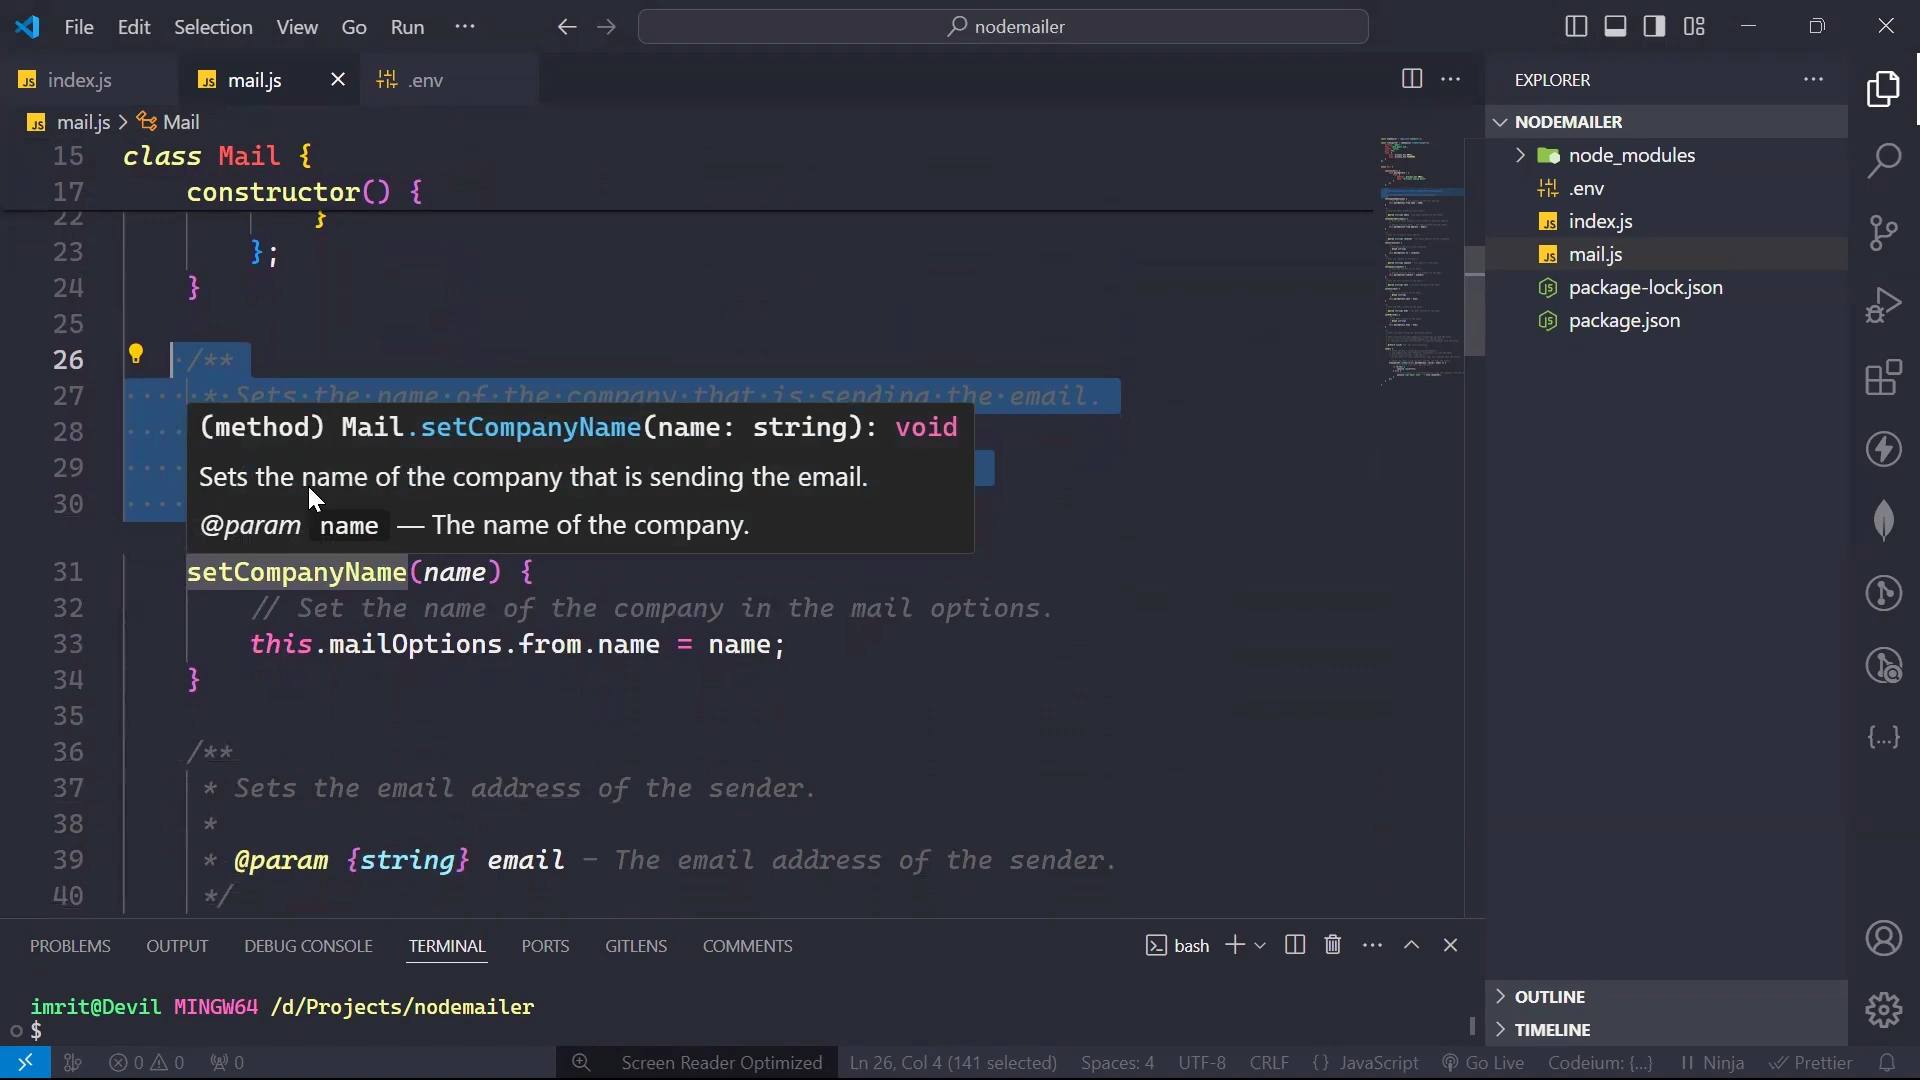 File Edit Selection View Go Run ··· nodemailer
index.js mail.js .env
mail.js > Mail
15 class Mail {
17 constructor() {
22 }
23 };
24 }
25
26 /**
27 * Sets the name of the company that is sending the email.
28
29
30
(method) Mail.setCompanyName(name: string): void
Sets the name of the company that is sending the email.
@param name — The name of the company.
31 setCompanyName(name) {
32 // Set the name of the company in the mail options.
33 this.mailOptions.from.name = name;
34 }
35
36 /**
37 * Sets the email address of the sender.
38 *
39 * @param {string} email - The email address of the sender.
40 */
EXPLORER ···
NODEMAILER
node_modules
.env
index.js
mail.js
package-lock.json
package.json
OUTLINE
TIMELINE
PROBLEMS OUTPUT DEBUG CONSOLE TERMINAL PORTS GITLENS COMMENTS bash
imrit@Devil MINGW64 /d/Projects/nodemailer
$
0 0 0 Screen Reader Optimized Ln 26, Col 4 (141 selected) Spaces: 4 UTF-8 CRLF {} JavaScript Go Live Codeium: {...} Ninja Prettier